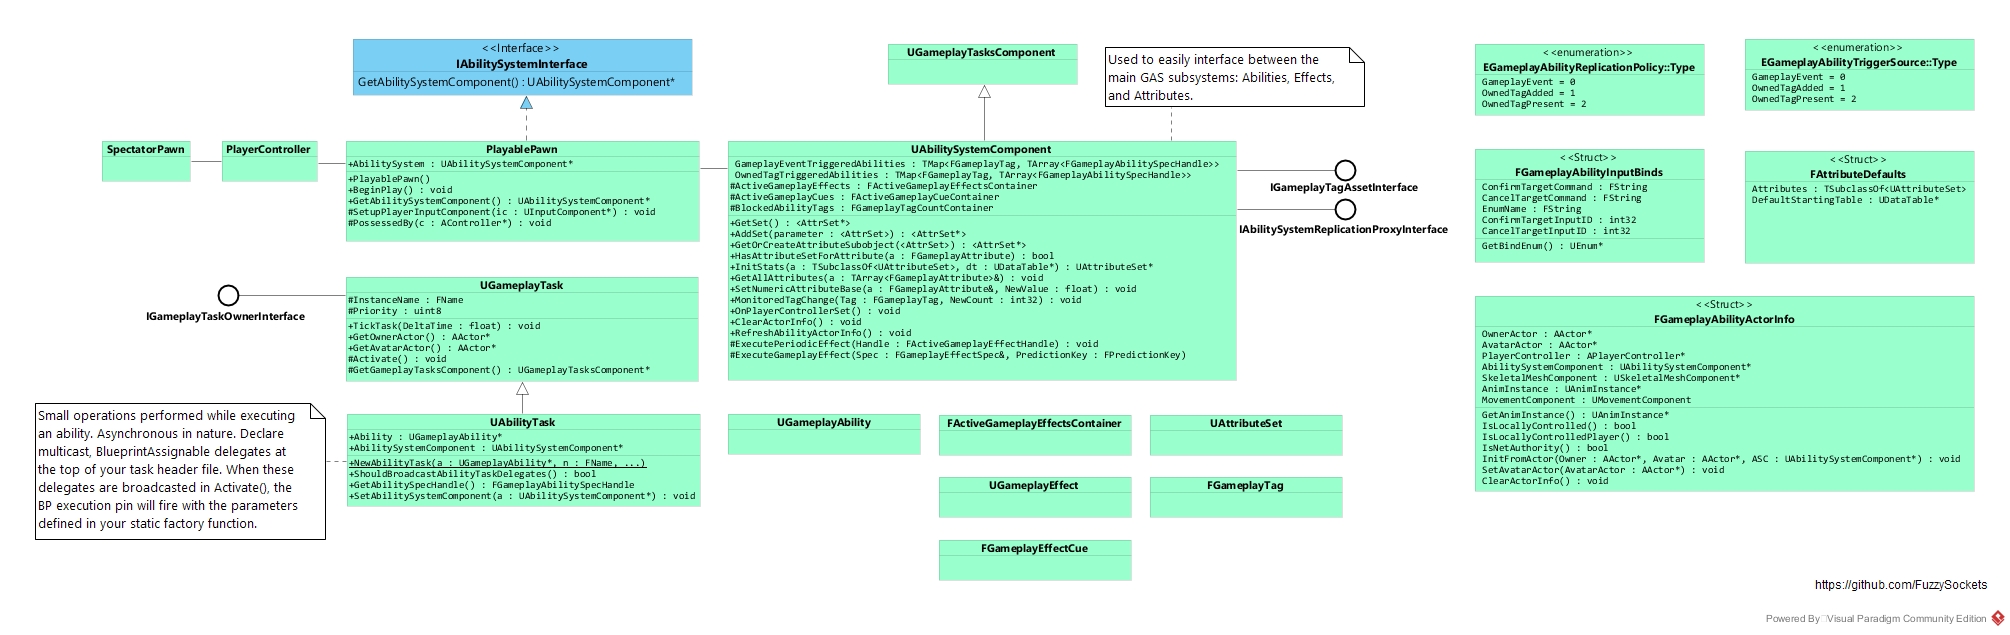 <<Interface>>
IAbilitySystemInterface
GetAbilitySystemComponent() : UAbilitySystemComponent*
SpectatorPawn
PlayerController
PlayablePawn
+AbilitySystem : UAbilitySystemComponent*
+PlayablePawn()
+BeginPlay() : void
+GetAbilitySystemComponent() : UAbilitySystemComponent*
#SetupPlayerInputComponent(ic : UInputComponent*) : void
#PossessedBy(c : AController*) : void
IGameplayTaskOwnerInterface
UGameplayTask
#InstanceName : FName
#Priority : uint8
+TickTask(DeltaTime : float) : void
+GetOwnerActor() : AActor*
+GetAvatarActor() : AActor*
#Activate() : void
#GetGameplayTasksComponent() : UGameplayTasksComponent*
Small operations performed while executing
an ability. Asynchronous in nature. Declare
multicast, BlueprintAssignable delegates at
the top of your task header file. When these
delegates are broadcasted in Activate(), the
BP execution pin will fire with the parameters
defined in your static factory function.
UAbilityTask
+Ability : UGameplayAbility*
+AbilitySystemComponent : UAbilitySystemComponent*
+NewAbilityTask(a : UGameplayAbility*, n : FName, ...)
+ShouldBroadcastAbilityTaskDelegates() : bool
+GetAbilitySpecHandle() : FGameplayAbilitySpecHandle
+SetAbilitySystemComponent(a : UAbilitySystemComponent*) : void
UGameplayTasksComponent
Used to easily interface between the
main GAS subsystems: Abilities, Effects,
and Attributes.
UAbilitySystemComponent
GameplayEventTriggeredAbilities : TMap<FGameplayTag, TArray<FGameplayAbilitySpecHandle>>
OwnedTagTriggeredAbilities : TMap<FGameplayTag, TArray<FGameplayAbilitySpecHandle>>
#ActiveGameplayEffects : FActiveGameplayEffectsContainer
#ActiveGameplayCues : FActiveGameplayCueContainer
#BlockedAbilityTags : FGameplayTagCountContainer
+GetSet() : <AttrSet*>
+AddSet(parameter : <AttrSet>) : <AttrSet*>
+GetOrCreateAttributeSubobject(<AttrSet>) : <AttrSet*>
+HasAttributeSetForAttribute(a : FGameplayAttribute) : bool
+InitStats(a : TSubclassOf<UAttributeSet>, dt : UDataTable*) : UAttributeSet*
+GetAllAttributes(a : TArray<FGameplayAttribute>&) : void
+SetNumericAttributeBase(a : FGameplayAttribute&, NewValue : float) : void
+MonitoredTagChange(Tag : FGameplayTag, NewCount : int32) : void
+OnPlayerControllerSet() : void
+ClearActorInfo() : void
+RefreshAbilityActorInfo() : void
#ExecutePeriodicEffect(Handle : FActiveGameplayEffectHandle) : void
#ExecuteGameplayEffect(Spec : FGameplayEffectSpec&, PredictionKey : FPredictionKey)
IGameplayTagAssetInterface
IAbilitySystemReplicationProxyInterface
UGameplayAbility
FActiveGameplayEffectsContainer
UAttributeSet
UGameplayEffect
FGameplayTag
FGameplayEffectCue
<<enumeration>>
EGameplayAbilityReplicationPolicy::Type
GameplayEvent = 0
OwnedTagAdded = 1
OwnedTagPresent = 2
<<enumeration>>
EGameplayAbilityTriggerSource::Type
GameplayEvent = 0
OwnedTagAdded = 1
OwnedTagPresent = 2
<<Struct>>
FGameplayAbilityInputBinds
ConfirmTargetCommand : FString
CancelTargetCommand : FString
EnumName : FString
ConfirmTargetInputID : int32
CancelTargetInputID : int32
GetBindEnum() : UEnum*
<<Struct>>
FAttributeDefaults
Attributes : TSubclassOf<UAttributeSet>
DefaultStartingTable : UDataTable*
<<Struct>>
FGameplayAbilityActorInfo
OwnerActor : AActor*
AvatarActor : AActor*
PlayerController : APlayerController*
AbilitySystemComponent : UAbilitySystemComponent*
SkeletalMeshComponent : USkeletalMeshComponent*
AnimInstance : UAnimInstance*
MovementComponent : UMovementComponent
GetAnimInstance() : UAnimInstance*
IsLocallyControlled() : bool
IsLocallyControlledPlayer() : bool
IsNetAuthority() : bool
InitFromActor(Owner : AActor*, Avatar : AActor*, ASC : UAbilitySystemComponent*) : void
SetAvatarActor(AvatarActor : AActor*) : void
ClearActorInfo() : void
https://github.com/FuzzySockets
Powered By Visual Paradigm Community Edition